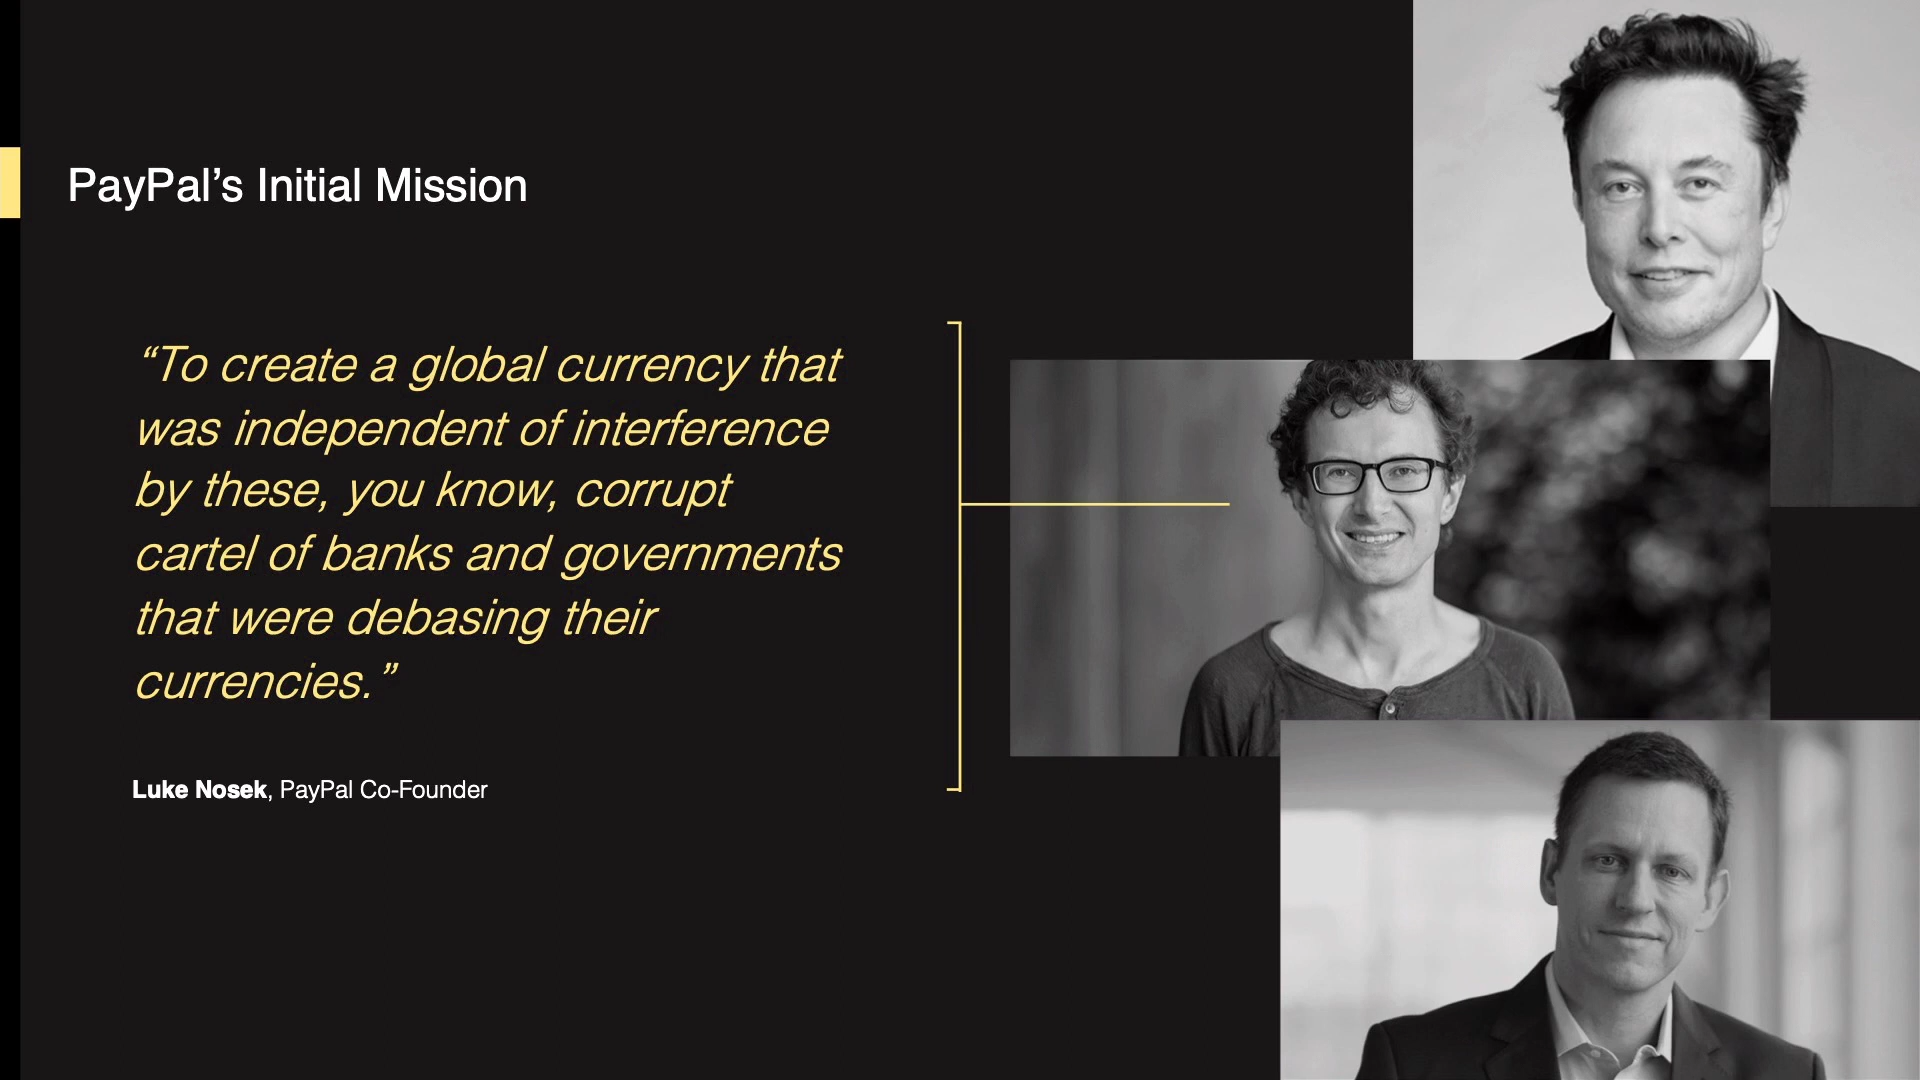 PayPal’s Initial Mission
“To create a global currency that
was independent of interference
by these, you know, corrupt
cartel of banks and governments
that were debasing their
currencies.”
Luke Nosek, PayPal Co-Founder